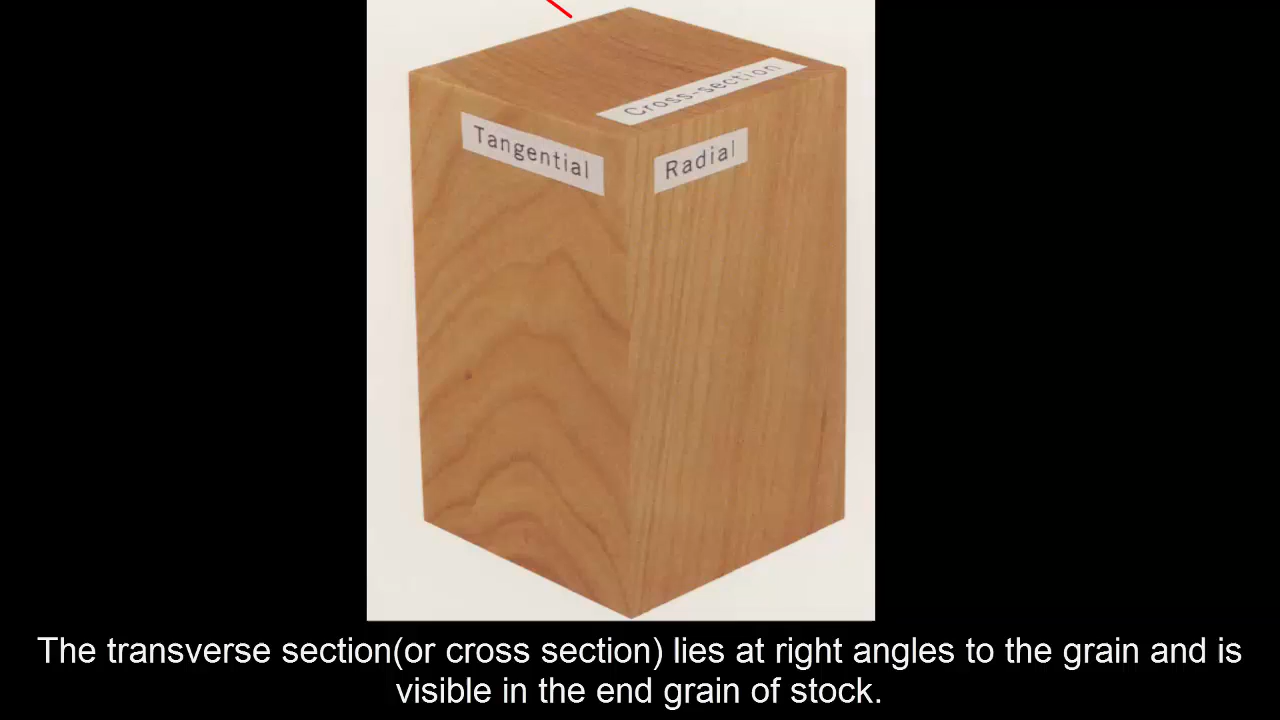 Cross-section
Tangential
Radial
The transverse section(or cross section) lies at right angles to the grain and is
visible in the end grain of stock.